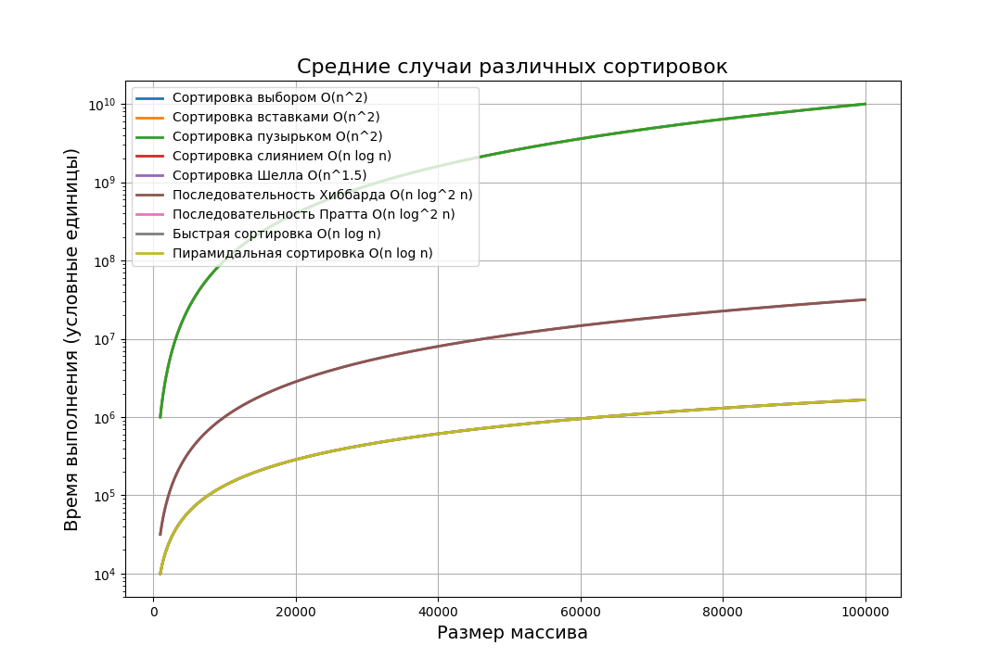 Средние случаи различных сортировок
Время выполнения (условные единицы)
10^10
10^9
10^8
10^7
10^6
10^5
10^4
Сортировка выбором O(n^2)
Сортировка вставками O(n^2)
Сортировка пузырьком O(n^2)
Сортировка слиянием O(n log n)
Сортировка Шелла O(n^1.5)
Последовательность Хиббарда O(n log^2 n)
Последовательность Пратта O(n log^2 n)
Быстрая сортировка O(n log n)
Пирамидальная сортировка O(n log n)
0 20000 40000 60000 80000 100000
Размер массива